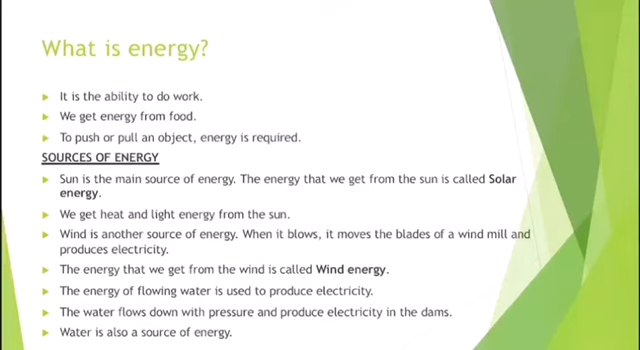 What is energy?
It is the ability to do work.
We get energy from food.
To push or pull an object, energy is required.
SOURCES OF ENERGY
Sun is the main source of energy. The energy that we get from the sun is called Solar
energy.
We get heat and light energy from the sun.
Wind is another source of energy. When it blows, it moves the blades of a wind mill and
produces electricity.
The energy that we get from the wind is called Wind energy.
The energy of flowing water is used to produce electricity.
The water flows down with pressure and produce electricity in the dams.
Water is also a source of energy.